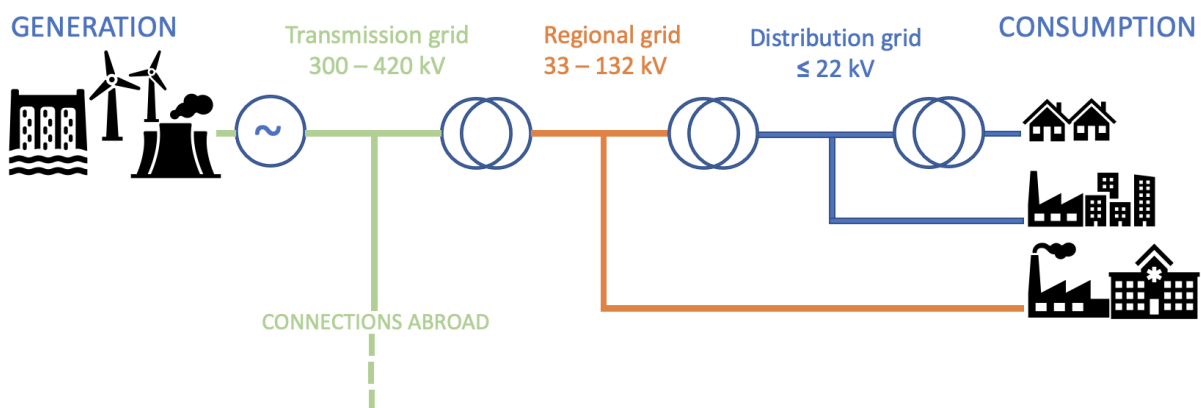 GENERATION
Transmission grid
300 – 420 kV
Regional grid
33 – 132 kV
Distribution grid
≤ 22 kV
CONSUMPTION
~
CONNECTIONS ABROAD